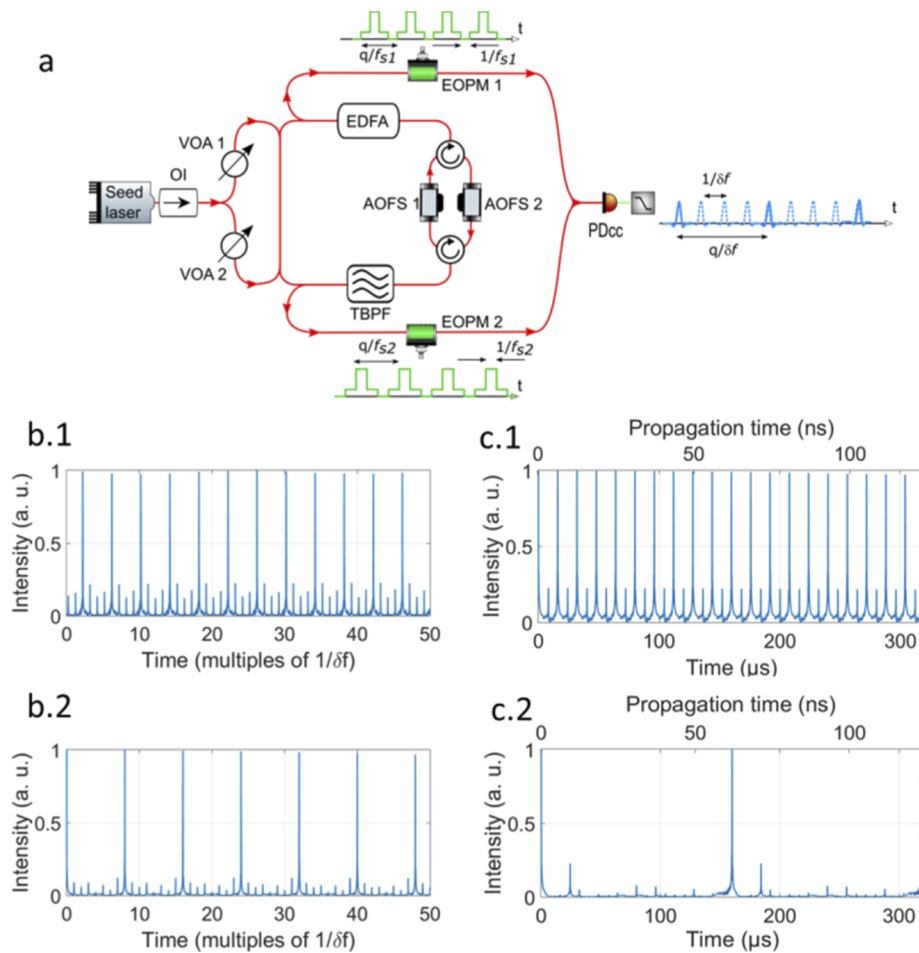 a
q/fs1
1/fs1
t
EOPM 1
VOA 1
EDFA
Seed
laser
OI
AOFS 1
AOFS 2
PDcc
1/δf
q/δf
t
VOA 2
TBPF
EOPM 2
q/fs2
1/fs2
t
b.1
Intensity (a. u.)
1
0.5
0
0 10 20 30 40 50
Time (multiples of 1/δf)
c.1
Propagation time (ns)
0 50 100
Intensity (a. u.)
1
0.5
0
0 100 200 300
Time (µs)
b.2
Intensity (a. u.)
1
0.5
0
0 10 20 30 40 50
Time (multiples of 1/δf)
c.2
Propagation time (ns)
0 50 100
Intensity (a. u.)
1
0.5
0
0 100 200 300
Time (µs)